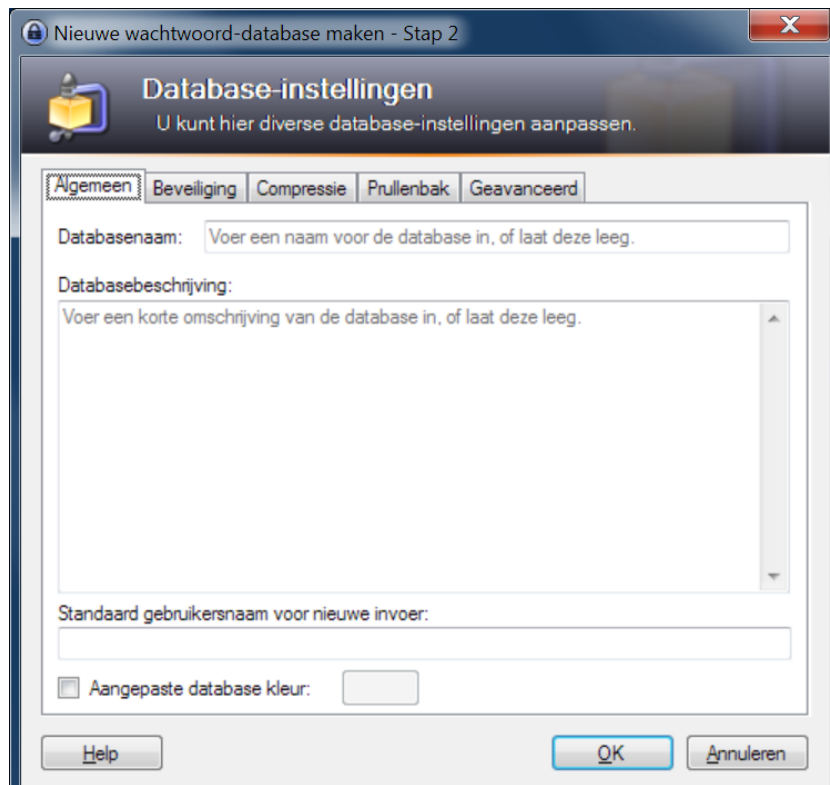 Nieuwe wachtwoord-database maken - Stap 2
Database-instellingen
U kunt hier diverse database-instellingen aanpassen.
Algemeen Beveiliging Compressie Prullenbak Geavanceerd
Databasenaam: Voer een naam voor de database in, of laat deze leeg.
Databasebeschrijving:
Voer een korte omschrijving van de database in, of laat deze leeg.
Standaard gebruikersnaam voor nieuwe invoer:
Aangepaste database kleur:
Help OK Annuleren